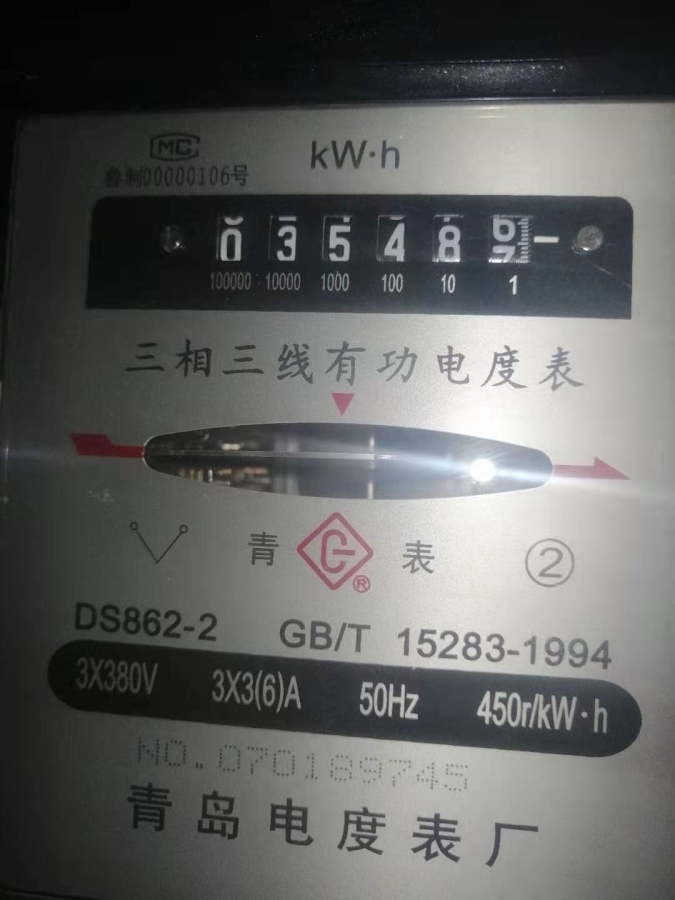 MC
鲁制00000106号
kW·h
0 3 5 4 8 6
7
100000 10000 1000 100 10 1
三相三线有功电度表
青 G 表 ②
®
DS862-2 GB/T 15283-1994
3X380V 3X3(6)A 50Hz 450r/kW·h
NO.070189745
青岛电度表厂